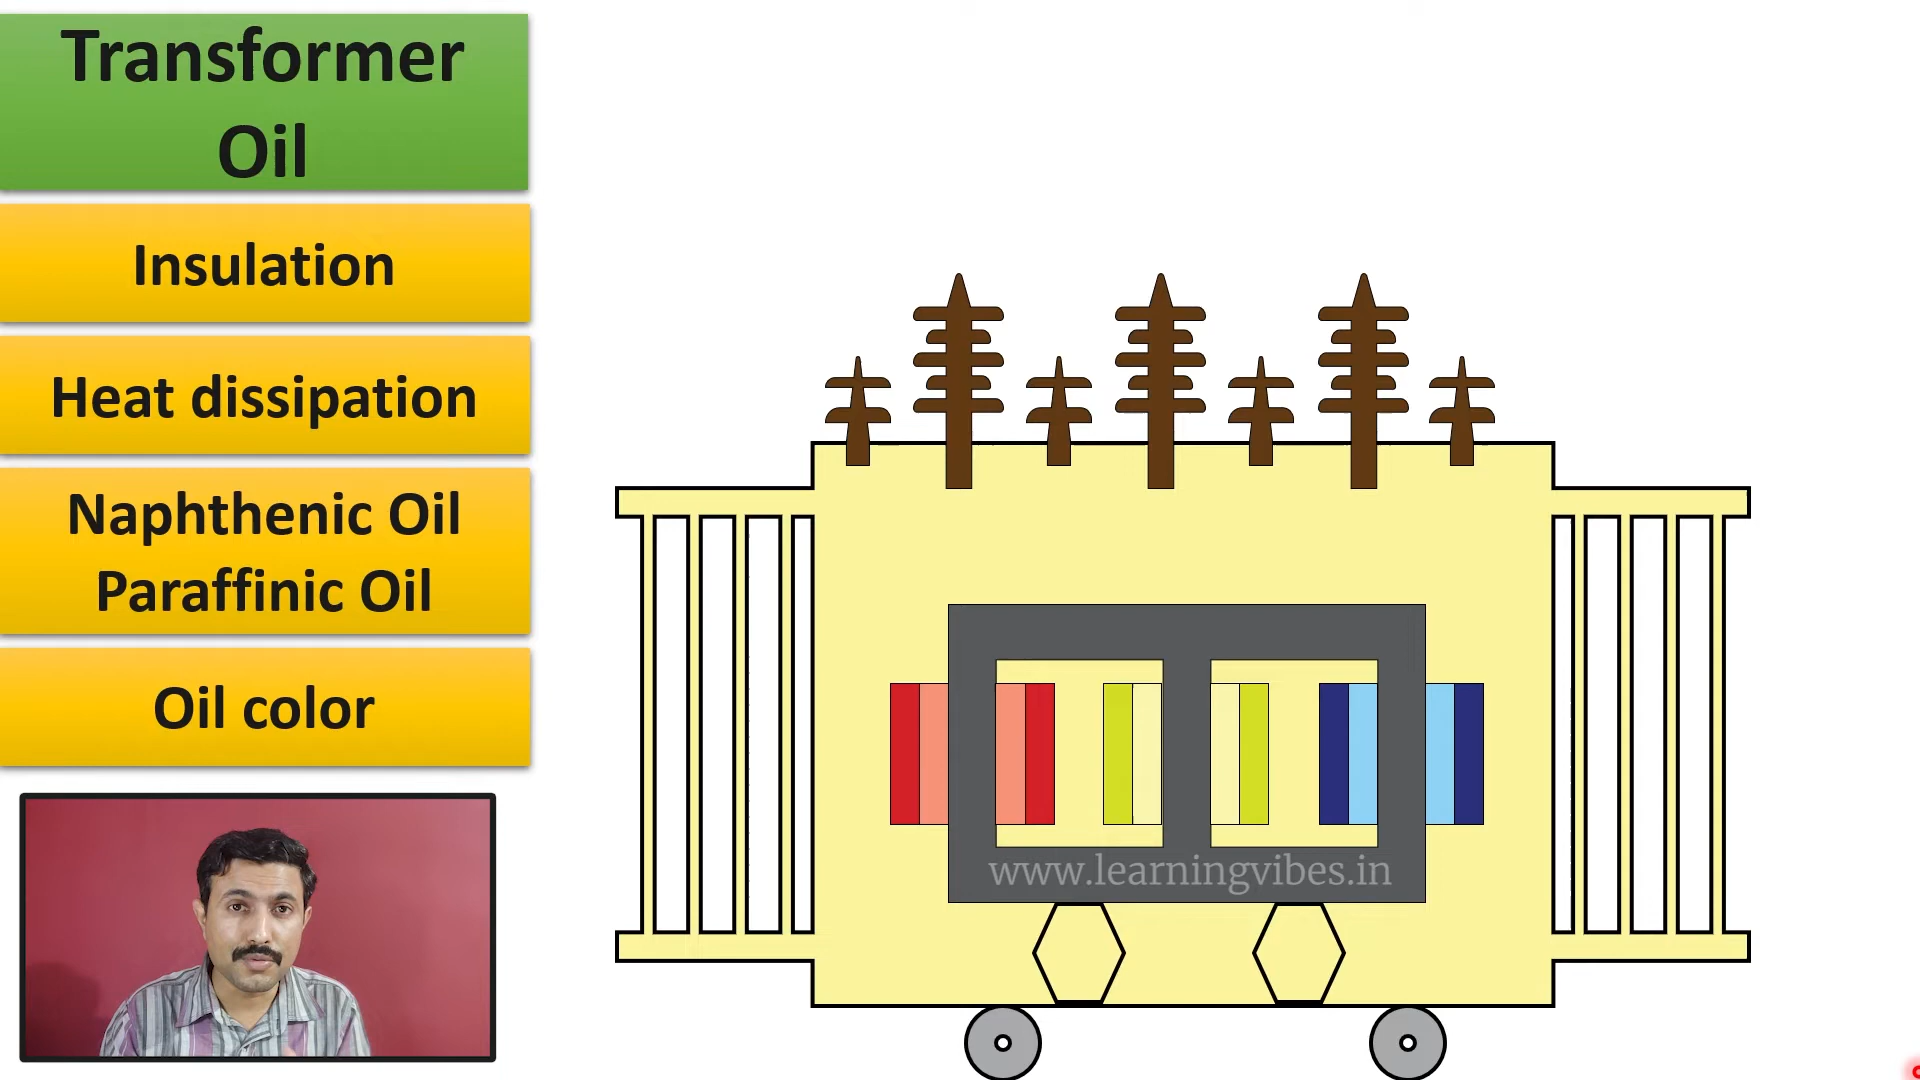 Transformer
Oil
Insulation
Heat dissipation
Naphthenic Oil
Paraffinic Oil
Oil color
www.learningvibes.in